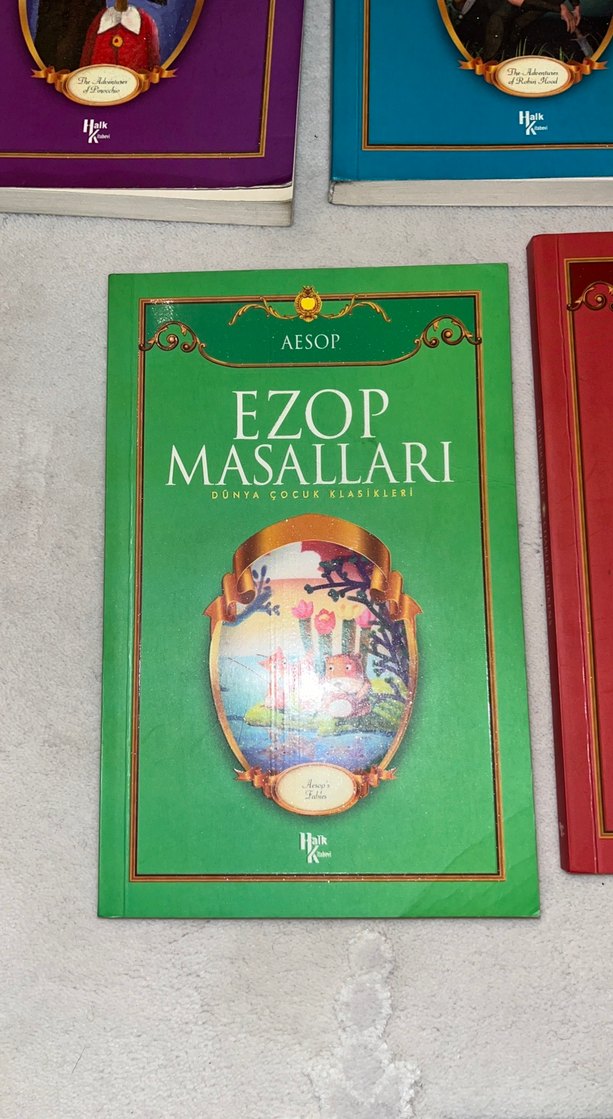 The Adventures
of Pinocchio
Halk
Kitabevi
The Adventures
of Robin Hood
Halk
Kitabevi
AESOP
EZOP
MASALLARI
DÜNYA ÇOCUK KLASİKLERİ
Aesop's
Fables
Halk
Kitabevi